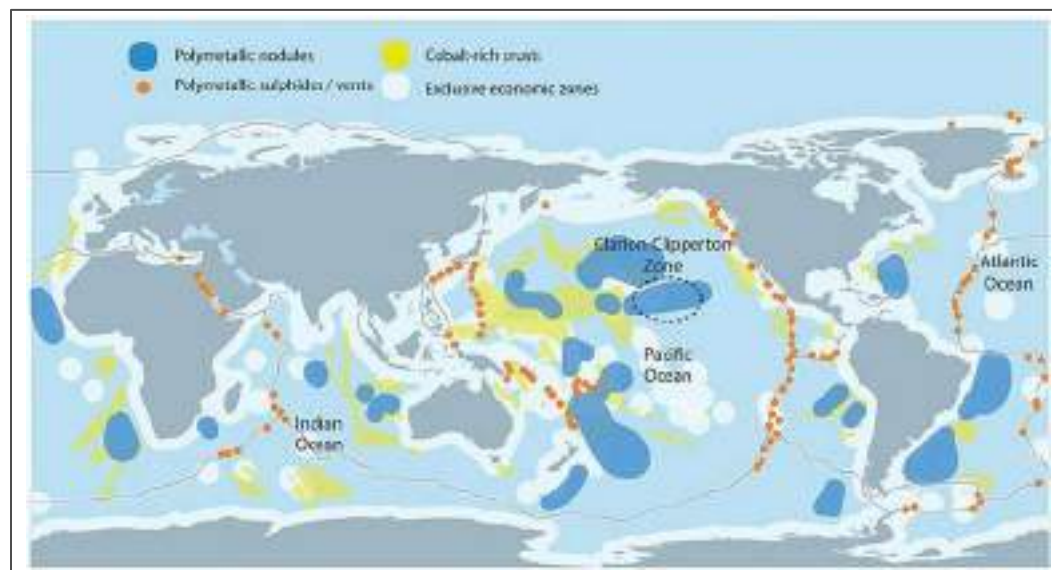 Polymetallic nodules
Cobalt-rich crusts
Polymetallic sulphides / vents
Exclusive economic zones
Clarion-Clipperton
Zone
Atlantic
Ocean
Pacific
Ocean
Indian
Ocean